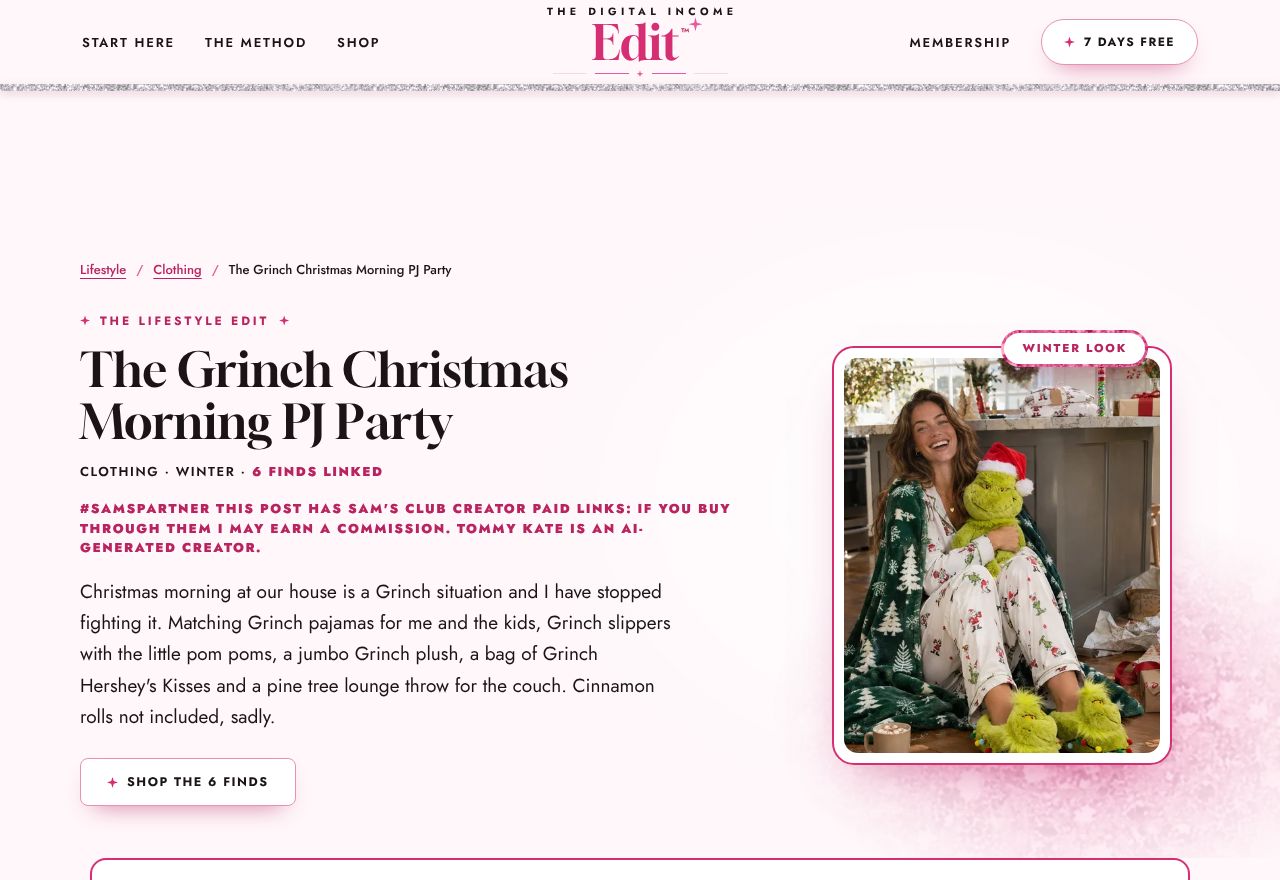 THE DIGITAL INCOME
START HERE
THE METHOD
SHOP
Edit™
MEMBERSHIP
7 DAYS FREE
Lifestyle / Clothing / The Grinch Christmas Morning PJ Party
THE LIFESTYLE EDIT
The Grinch Christmas
Morning PJ Party
CLOTHING · WINTER · 6 FINDS LINKED
#SAMSPARTNER THIS POST HAS SAM'S CLUB CREATOR PAID LINKS: IF YOU BUY
THROUGH THEM I MAY EARN A COMMISSION. TOMMY KATE IS AN AI-
GENERATED CREATOR.
Christmas morning at our house is a Grinch situation and I have stopped
fighting it. Matching Grinch pajamas for me and the kids, Grinch slippers
with the little pom poms, a jumbo Grinch plush, a bag of Grinch
Hershey's Kisses and a pine tree lounge throw for the couch. Cinnamon
rolls not included, sadly.
SHOP THE 6 FINDS
WINTER LOOK